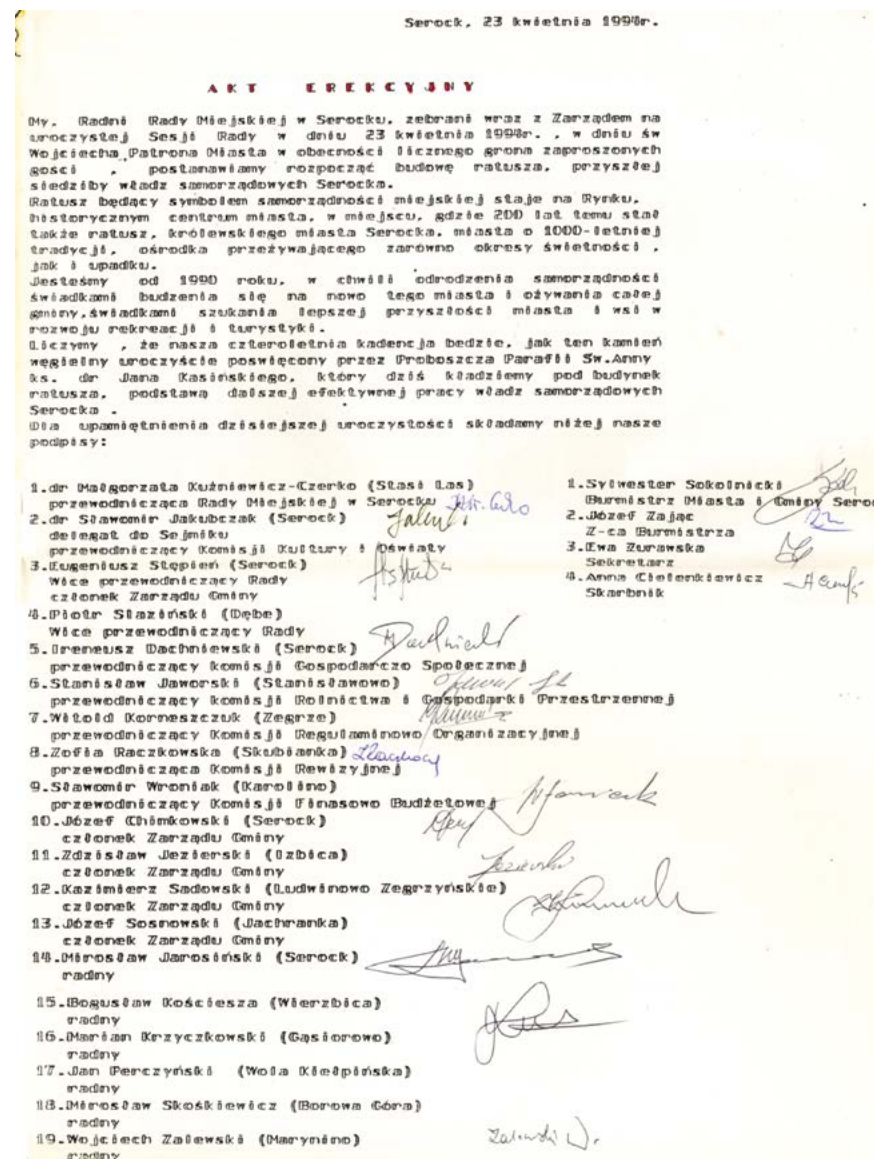 Serock, 23 kwietnia 1994r.
AKT EREKCYJNY
My, Radni Rady Miejskiej w Serocku, zebrani wraz z Zarządem na
uroczystej Sesji Rady w dniu 23 kwietnia 1994r. , w dniu św
Wojciecha Patrona Miasta w obecności licznego grona zaproszonych
gości , postanawiamy rozpocząć budowę ratusza, przyszłej
siedziby władz samorządowych Serocka.
Ratusz będący symbolem samorządności miejskiej staje na Rynku,
historycznym centrum miasta, w miejscu, gdzie 200 lat temu stał
także ratusz, królewskiego miasta Serocka, miasta o 1000-letniej
tradycji, ośrodka przeżywającego zarówno okresy świetności ,
jak i upadku.
Jesteśmy od 1990 roku, w chwili odrodzenia samorządności
świadkami budzenia się na nowo tego miasta i ożywania całej
gminy,świadkami szukania lepszej przyszłości miasta i wsi w
rozwoju rekreacji i turystyki.
Liczymy , że nasza czteroletnia kadencja bedzie, jak ten kamień
węgielny uroczyście poswięcony przez Proboszcza Parafii Sw.Anny
ks. dr Jana Kasińskiego, który dziś kładziemy pod budynek
ratusza, podstawą dalszej efektywnej pracy władz samorządowych
Serocka .
Dla upamiętnienia dzisiejszej uroczystości składamy niżej nasze
podpisy:
1.dr Małgorzata Kuźniewicz-Czerko (Stasi Las)
przewodnicząca Rady Miejskiej w Serocku
2.dr Sławomir Jakubczak (Serock)
delegat do Sejmiku
przewodniczący Komisji Kultury i Oświaty
3.Eugeniusz Stępień (Serock)
Wice przewodniczący Rady
członek Zarządu Gminy
4.Piotr Slaziński (Dębe)
Wice przewodniczący Rady
5.Ireneusz Dachniewski (Serock)
przewodniczący komisji Gospodarczo Społecznej
6.Stanisław Jaworski (Stanisławowo)
przewodniczący komisji Rolnictwa i Gospodarki Przestrzennej
7.Witold Korneszczuk (Zegrze)
przewodniczący komisji Regulaminowo Organizacyjnej
8.Zofia Raczkowska (Skubianka)
przewodnicząca Komisji Rewizyjnej
9.Sławomir Wroniak (Karolino)
przewodniczący Komisji Finasowo Budżetowej
10.Józef Chimkowski (Serock)
członek Zarządu Gminy
11.Zdzisław Jezierski (Izbica)
członek Zarządu Gminy
12.Kazimierz Sadowski (Ludwinowo Zegrzyńskie)
członek Zarządu Gminy
13.Józef Sosnowski (Jachranka)
członek Zarządu Gminy
14.Mirosław Jarosiński (Serock)
radny
15.Bogusław Kościesza (Wierzbica)
radny
16.Marian Krzyczkowski (Gąsiorowo)
radny
17.Jan Perczyński (Wola Kiełpińska)
radny
18.Mirosław Skośkiewicz (Borowa Góra)
radny
19.Wojciech Zalewski (Marynino)
radny
Zalewski W.
1.Sylwester Sokolnicki
Burmistrz Miasta i Gminy Seroc
2.Józef Zając
Z-ca Burmistrza
3.Ewa Żurawska
Sekretarz
4.Anna Cielenkiewicz
Skarbnik